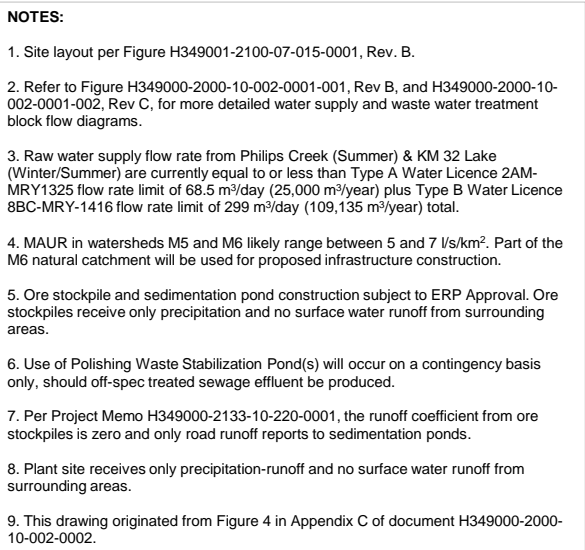 NOTES:
1. Site layout per Figure H349001-2100-07-015-0001, Rev. B.
2. Refer to Figure H349000-2000-10-002-0001-001, Rev B, and H349000-2000-10-
002-0001-002, Rev C, for more detailed water supply and waste water treatment
block flow diagrams.
3. Raw water supply flow rate from Philips Creek (Summer) & KM 32 Lake
(Winter/Summer) are currently equal to or less than Type A Water Licence 2AM-
MRY1325 flow rate limit of 68.5 m³/day (25,000 m³/year) plus Type B Water Licence
8BC-MRY-1416 flow rate limit of 299 m³/day (109,135 m³/year) total.
4. MAUR in watersheds M5 and M6 likely range between 5 and 7 l/s/km². Part of the
M6 natural catchment will be used for proposed infrastructure construction.
5. Ore stockpile and sedimentation pond construction subject to ERP Approval. Ore
stockpiles receive only precipitation and no surface water runoff from surrounding
areas.
6. Use of Polishing Waste Stabilization Pond(s) will occur on a contingency basis
only, should off-spec treated sewage effluent be produced.
7. Per Project Memo H349000-2133-10-220-0001, the runoff coefficient from ore
stockpiles is zero and only road runoff reports to sedimentation ponds.
8. Plant site receives only precipitation-runoff and no surface water runoff from
surrounding areas.
9. This drawing originated from Figure 4 in Appendix C of document H349000-2000-
10-002-0002.